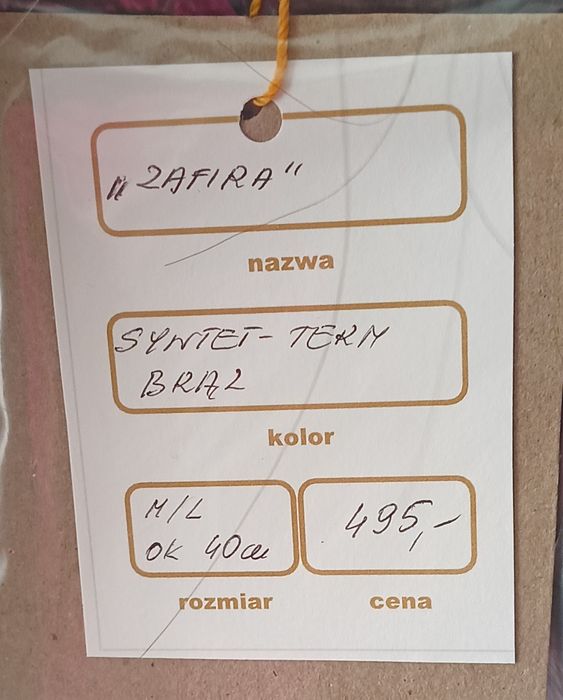 „ZAFIRA"
nazwa
SYNTET-TERM
BRĄZ
kolor
M/L
OK 40cm
495,-
rozmiar
cena